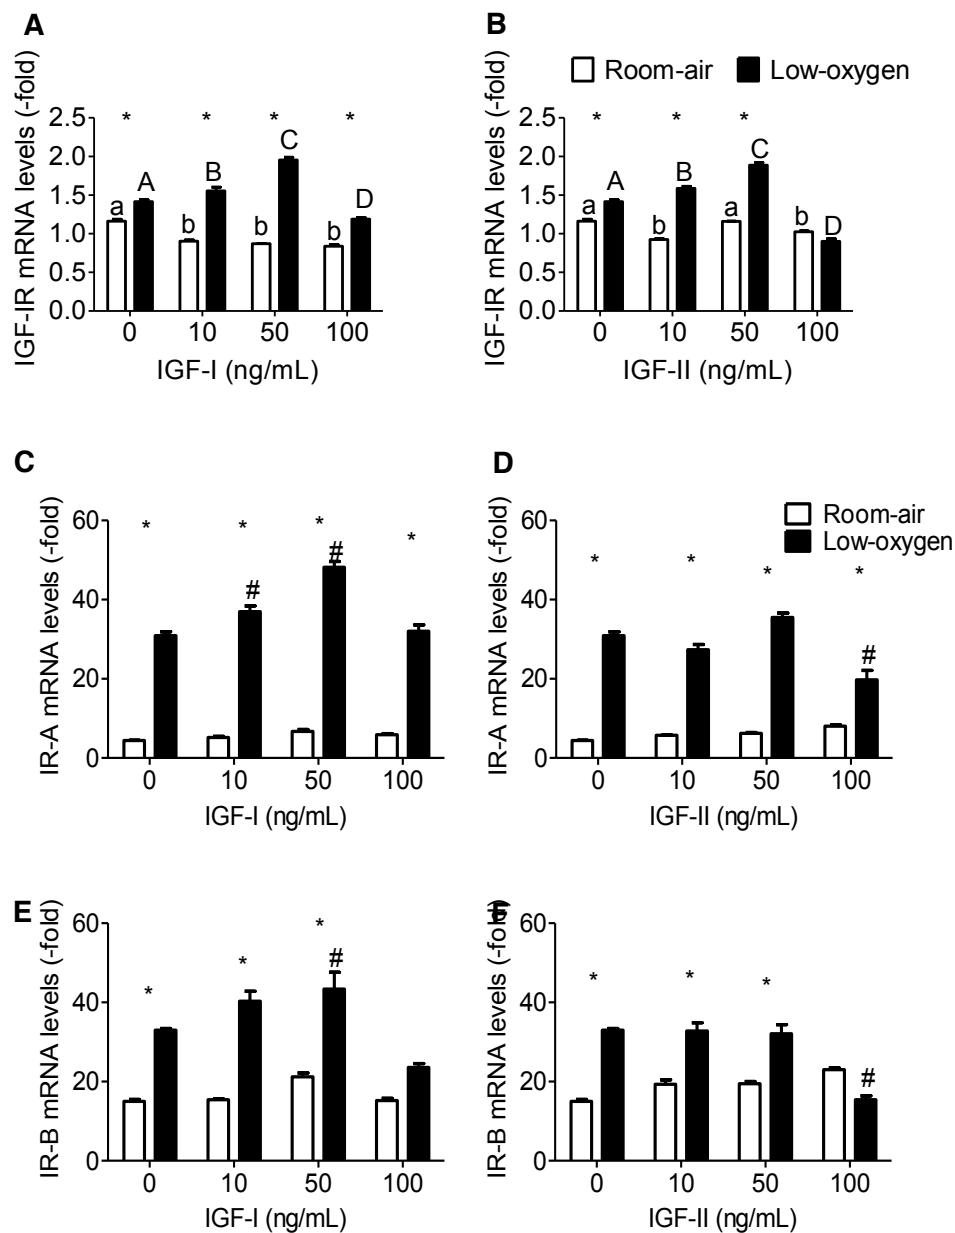 A
IGF-IR mRNA levels (-fold)
2.5
2.0
1.5
1.0
0.5
0.0
* * * *
a A b B b C b D
0 10 50 100
IGF-I (ng/mL)
B
Room-air Low-oxygen
IGF-IR mRNA levels (-fold)
2.5
2.0
1.5
1.0
0.5
0.0
* * *
a A b B a C b D
0 10 50 100
IGF-II (ng/mL)
C
IR-A mRNA levels (-fold)
60
40
20
0
* * * *
# #
0 10 50 100
IGF-I (ng/mL)
D
Room-air
Low-oxygen
IR-A mRNA levels (-fold)
60
40
20
0
* * * *
#
0 10 50 100
IGF-II (ng/mL)
E
IR-B mRNA levels (-fold)
60
40
20
0
* * *
#
0 10 50 100
IGF-I (ng/mL)
F
IR-B mRNA levels (-fold)
60
40
20
0
* * *
#
0 10 50 100
IGF-II (ng/mL)